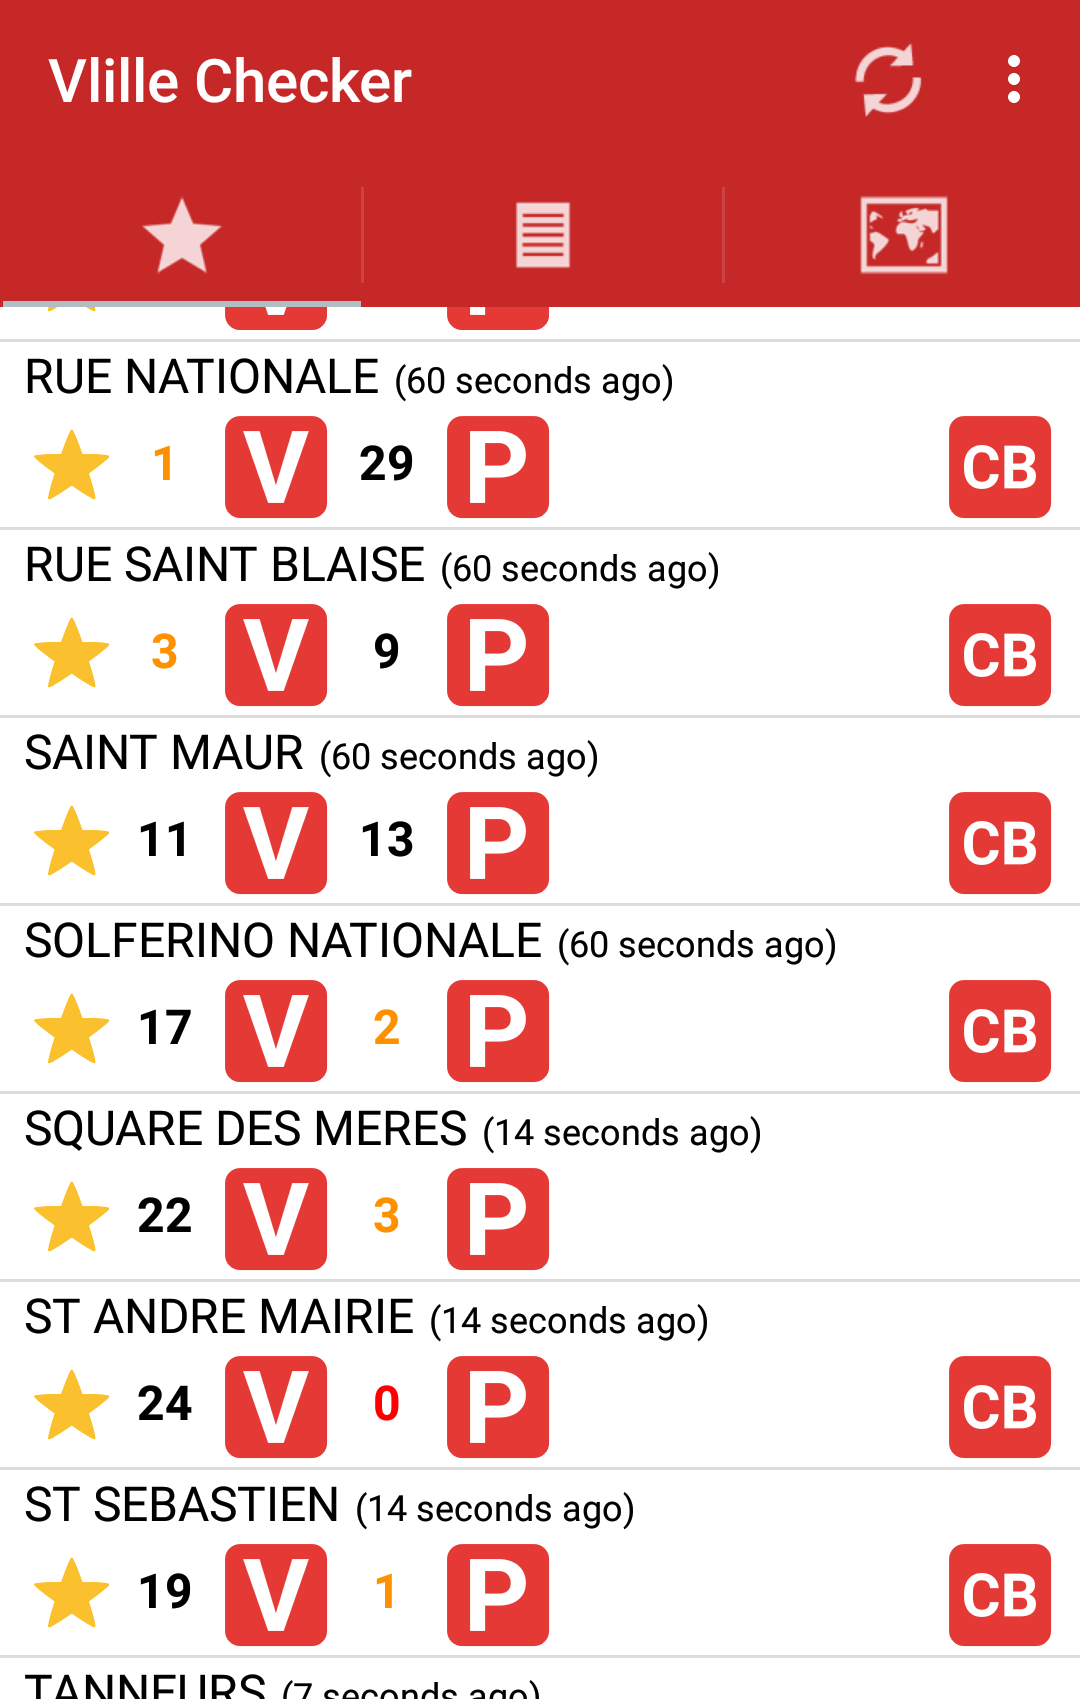 Vlille Checker
RUE NATIONALE (60 seconds ago)
1 V 29 P CB
RUE SAINT BLAISE (60 seconds ago)
3 V 9 P CB
SAINT MAUR (60 seconds ago)
11 V 13 P CB
SOLFERINO NATIONALE (60 seconds ago)
17 V 2 P CB
SQUARE DES MERES (14 seconds ago)
22 V 3 P
ST ANDRE MAIRIE (14 seconds ago)
24 V 0 P CB
ST SEBASTIEN (14 seconds ago)
19 V 1 P CB
TANNEURS (7 seconds ago)